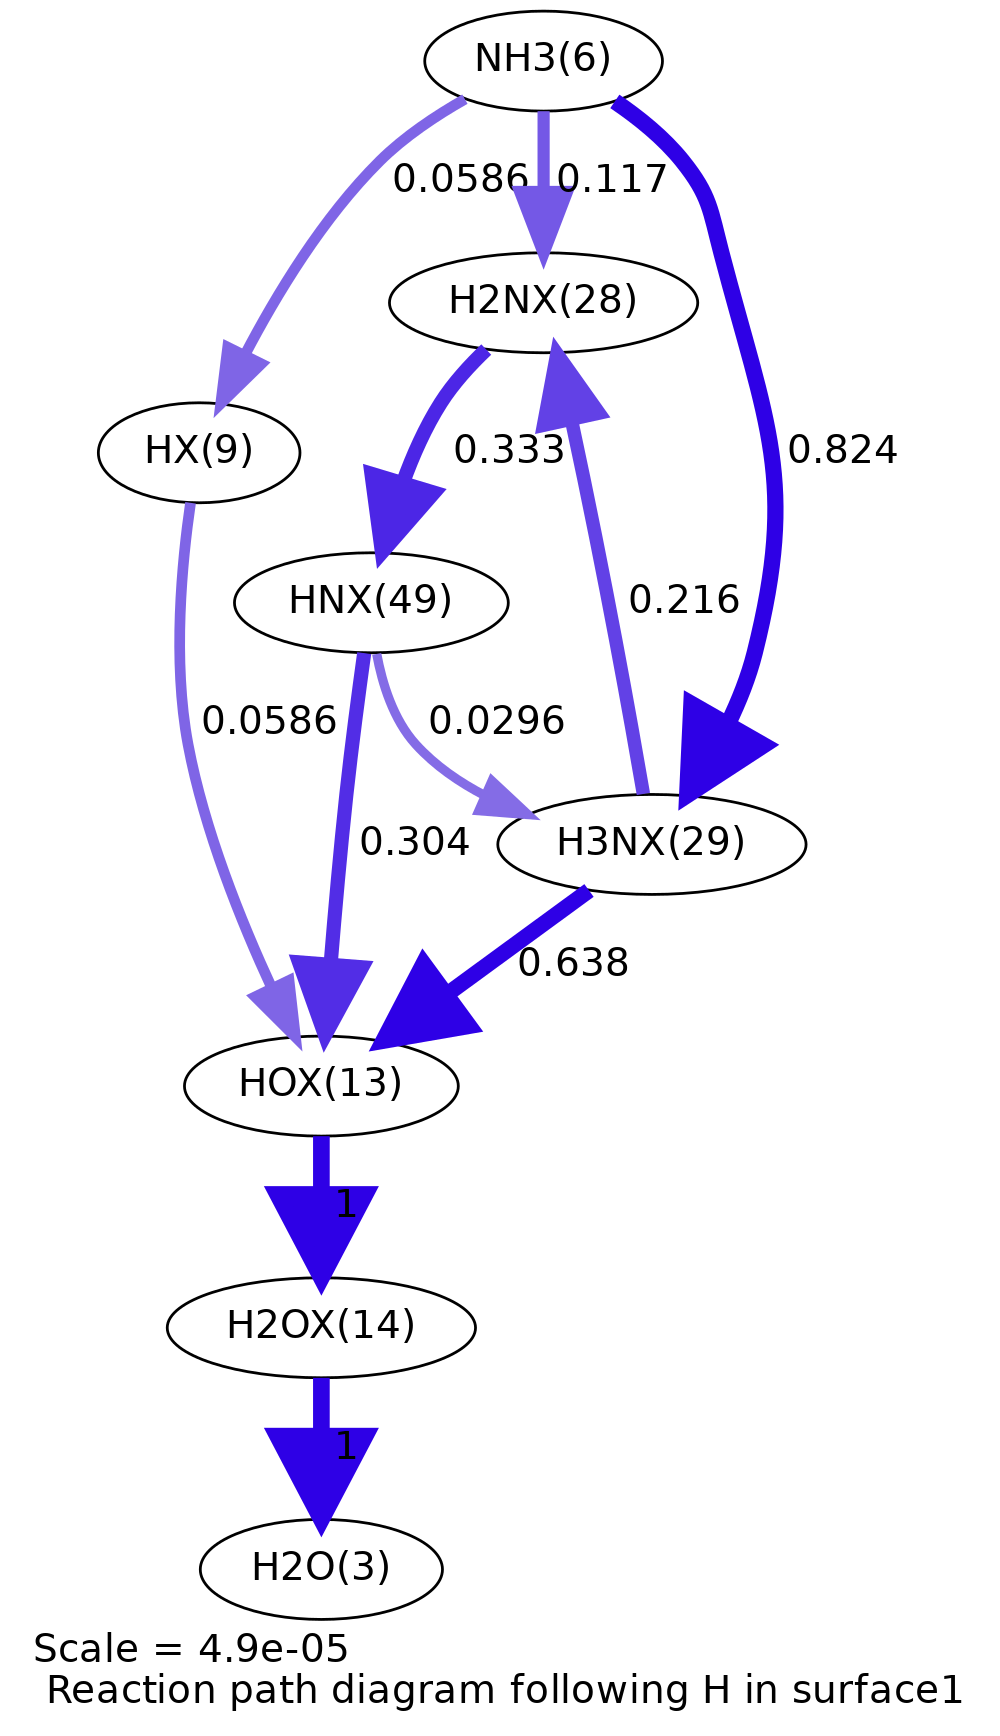 NH3(6)
0.0586
0.117
H2NX(28)
HX(9)
0.333
0.824
HNX(49)
0.216
0.0586
0.0296
0.304
H3NX(29)
0.638
HOX(13)
1
H2OX(14)
1
H2O(3)
Scale = 4.9e-05
Reaction path diagram following H in surface1